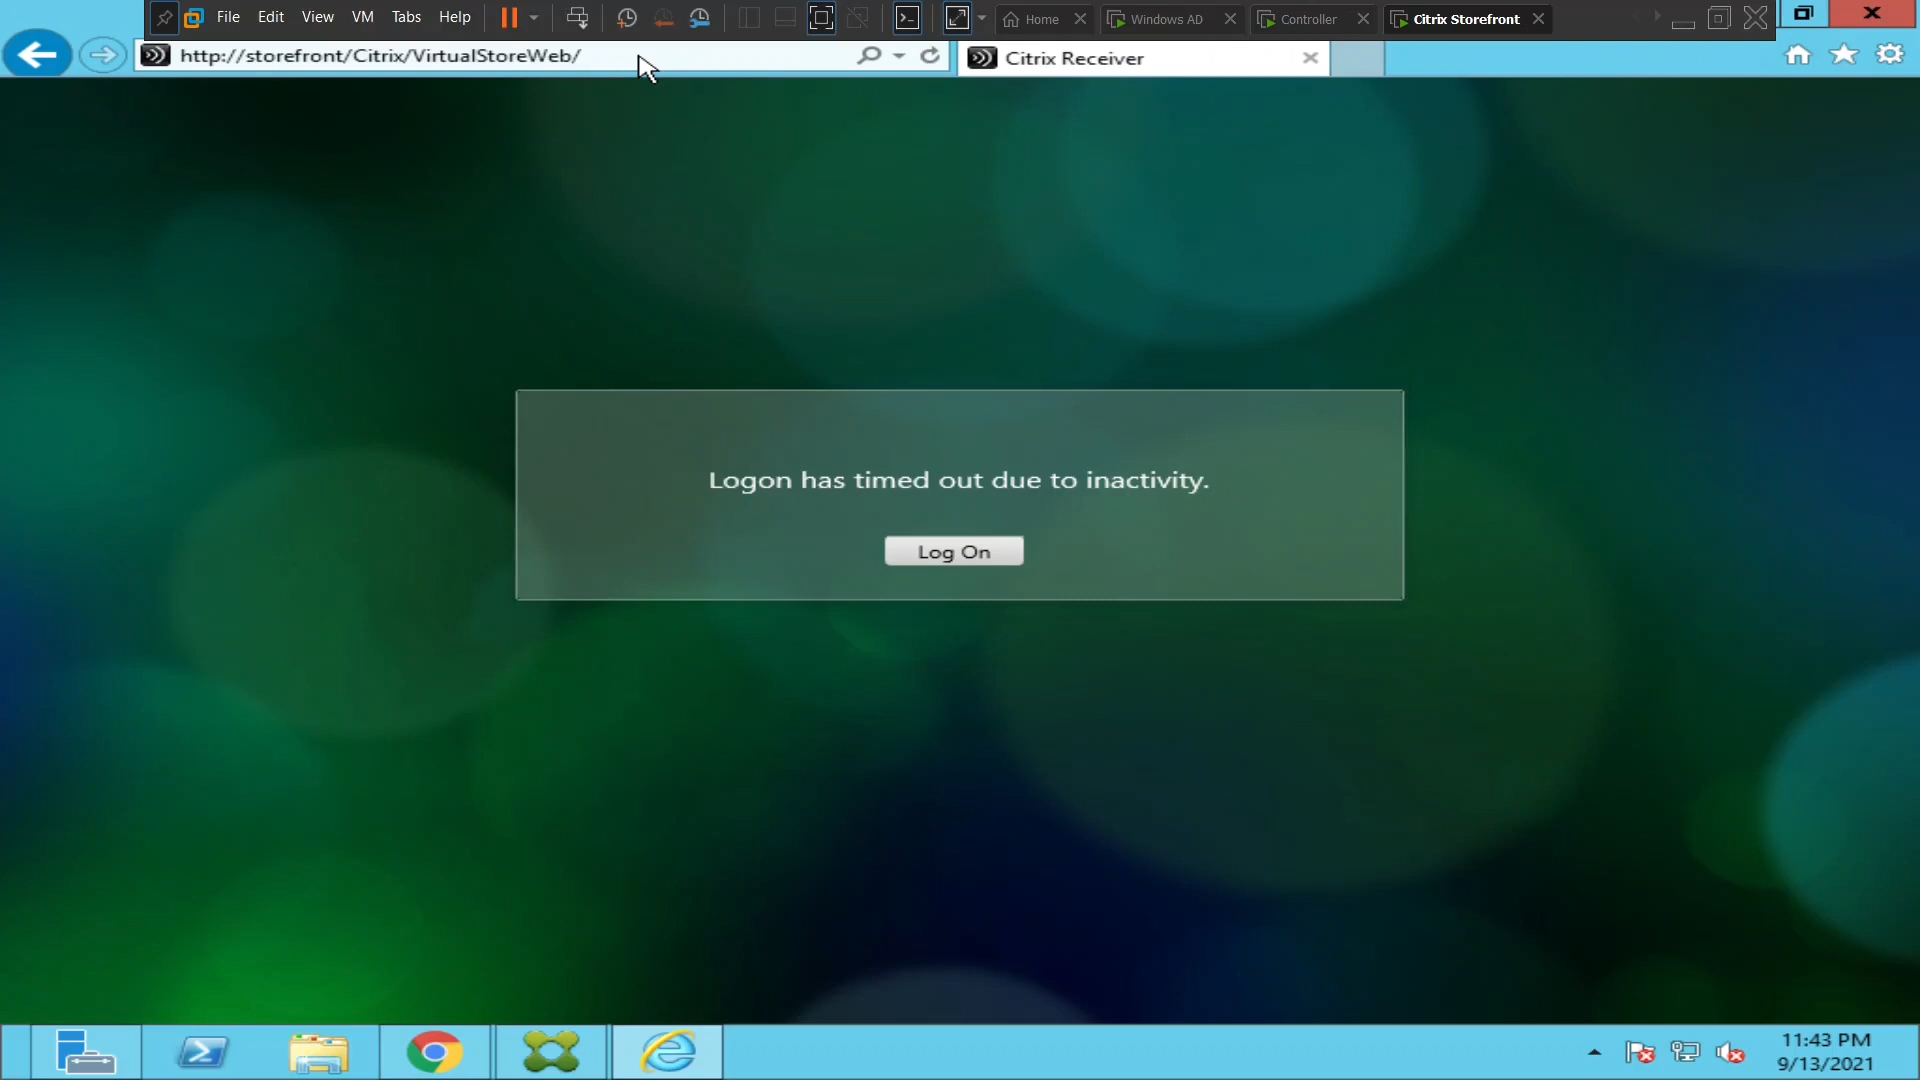 File Edit View VM Tabs Help
Home Windows AD Controller Citrix Storefront
http://storefront/Citrix/VirtualStoreWeb/
Citrix Receiver
Logon has timed out due to inactivity.
Log On
11:43 PM
9/13/2021